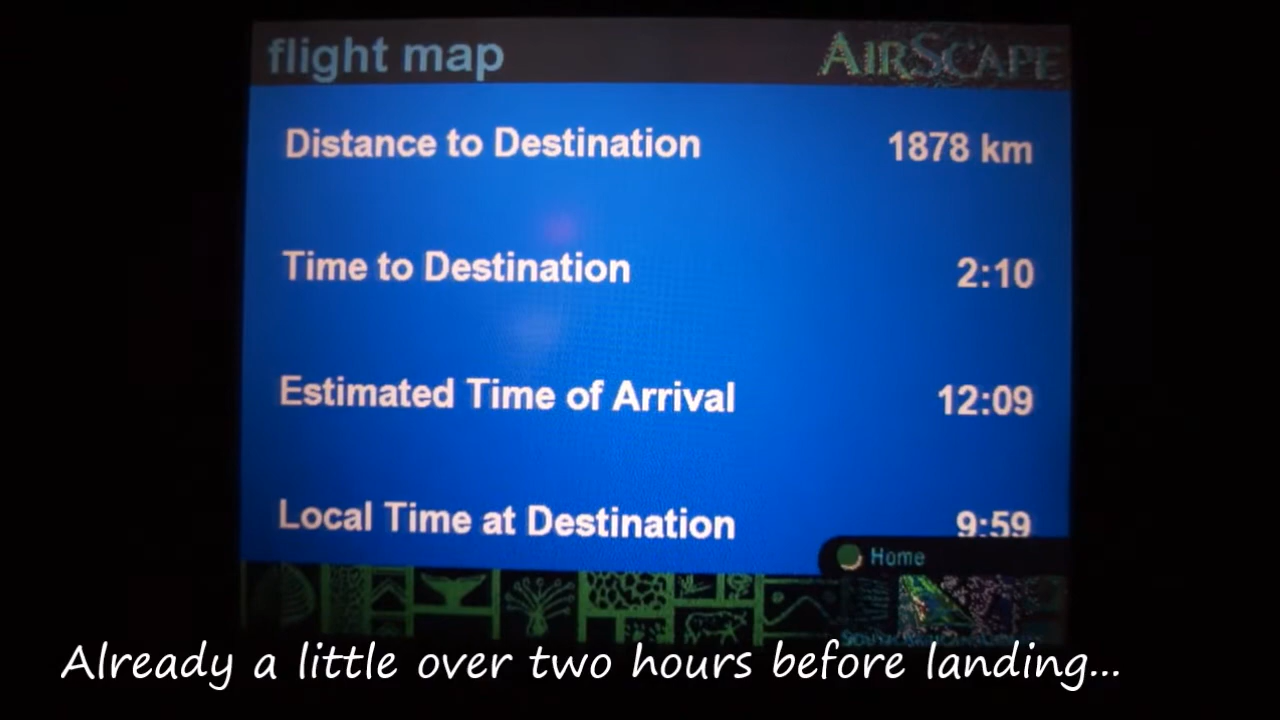 flight map AIRSCAPE
Distance to Destination 1878 km
Time to Destination 2:10
Estimated Time of Arrival 12:09
Local Time at Destination 9:59
Home
Already a little over two hours before landing...